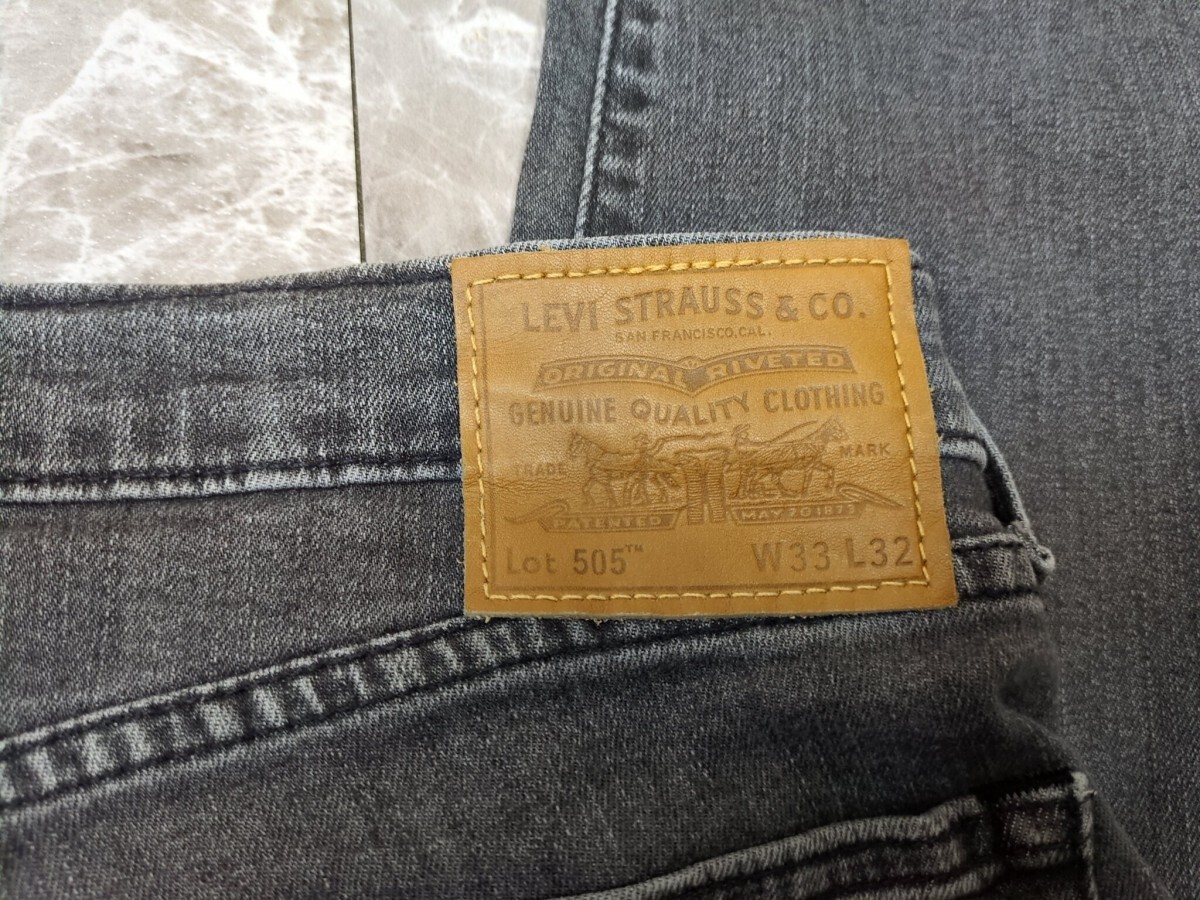 LEVI STRAUSS & CO.
SAN FRANCISCO,CAL.
ORIGINAL RIVETED
GENUINE QUALITY CLOTHING
TRADE MARK
PATENTED MAY 20 1873
Lot 505™ W33 L32